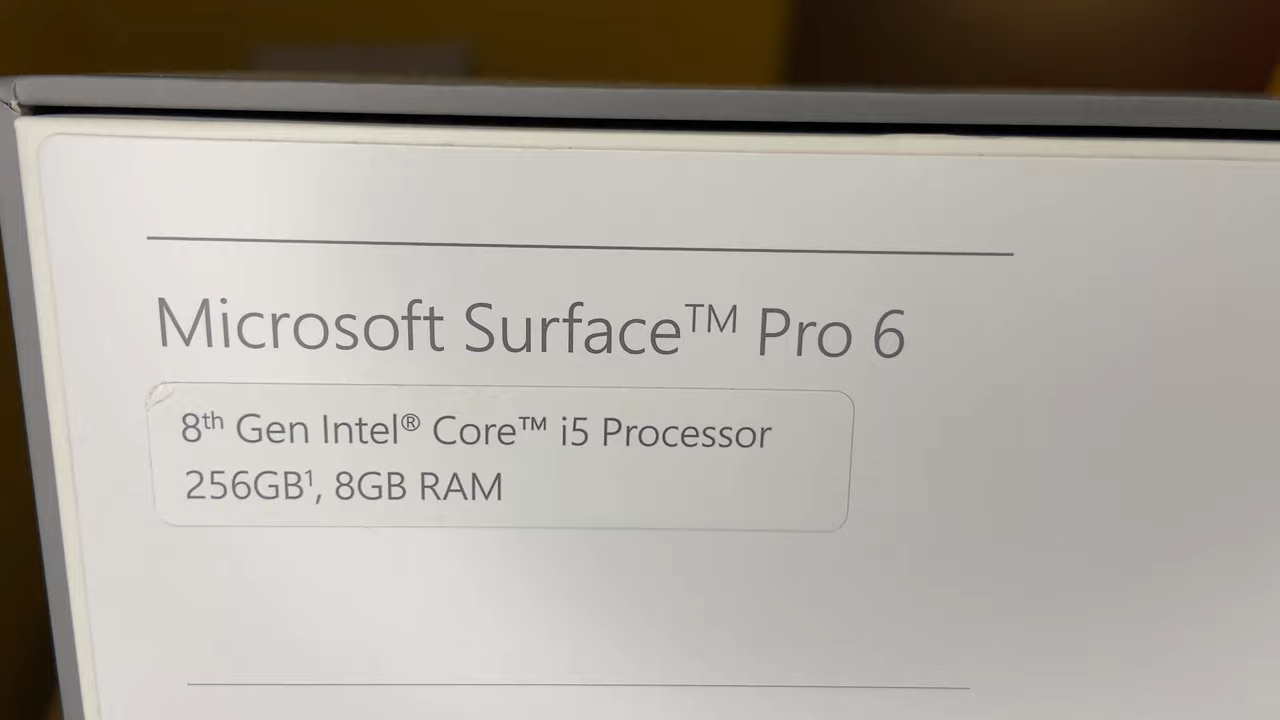 Microsoft Surface™ Pro 6
8th Gen Intel® Core™ i5 Processor
256GB¹, 8GB RAM